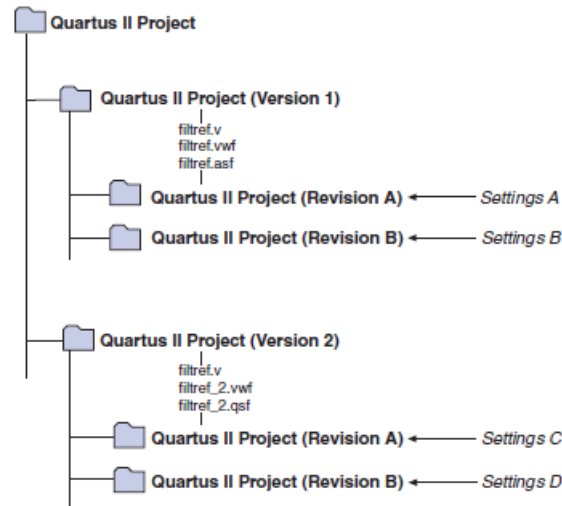 Quartus II Project
Quartus II Project (Version 1)
filtref.v
filtref.vwf
filtref.asf
Quartus II Project (Revision A) Settings A
Quartus II Project (Revision B) Settings B
Quartus II Project (Version 2)
filtref.v
filtref_2.vwf
filtref_2.qsf
Quartus II Project (Revision A) Settings C
Quartus II Project (Revision B) Settings D